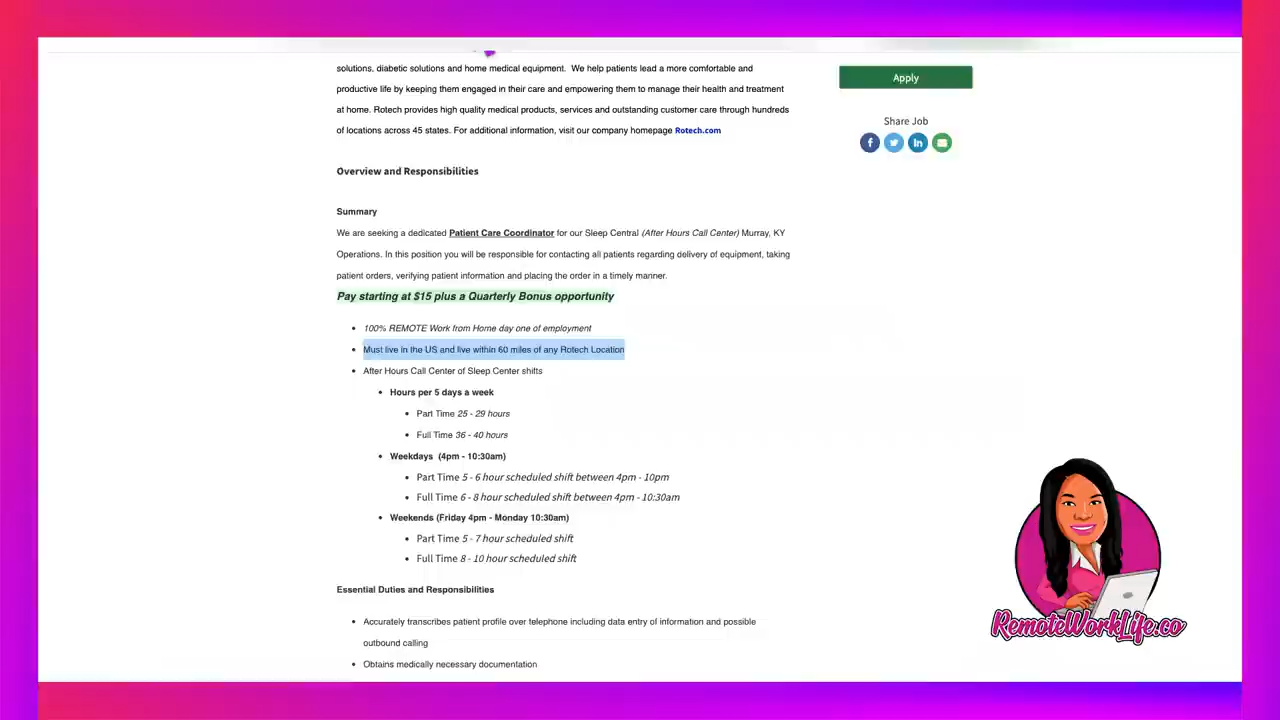 solutions, diabetic solutions and home medical equipment. We help patients lead a more comfortable and
productive life by keeping them engaged in their care and empowering them to manage their health and treatment
at home. Rotech provides high quality medical products, services and outstanding customer care through hundreds
of locations across 45 states. For additional information, visit our company homepage Rotech.com
Apply
Share Job
Overview and Responsibilities
Summary
We are seeking a dedicated Patient Care Coordinator for our Sleep Central (After Hours Call Center) Murray, KY
Operations. In this position you will be responsible for contacting all patients regarding delivery of equipment, taking
patient orders, verifying patient information and placing the order in a timely manner.
Pay starting at $15 plus a Quarterly Bonus opportunity
• 100% REMOTE Work from Home day one of employment
• Must live in the US and live within 60 miles of any Rotech Location
• After Hours Call Center of Sleep Center shifts
• Hours per 5 days a week
• Part Time 25 - 29 hours
• Full Time 36 - 40 hours
• Weekdays (4pm - 10:30am)
• Part Time 5 - 6 hour scheduled shift between 4pm - 10pm
• Full Time 6 - 8 hour scheduled shift between 4pm - 10:30am
• Weekends (Friday 4pm - Monday 10:30am)
• Part Time 5 - 7 hour scheduled shift
• Full Time 8 - 10 hour scheduled shift
Essential Duties and Responsibilities
• Accurately transcribes patient profile over telephone including data entry of information and possible
outbound calling
• Obtains medically necessary documentation
RemoteWorkLife.co